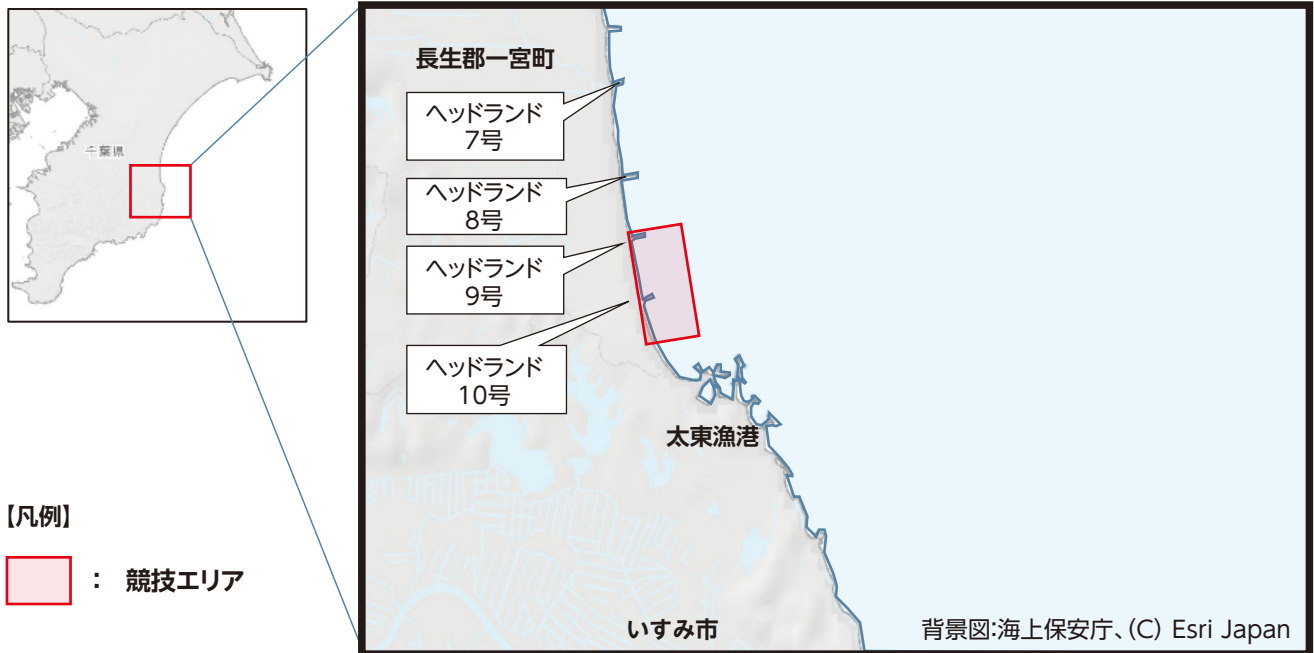 千葉県
長生郡一宮町
ヘッドランド
7号
ヘッドランド
8号
ヘッドランド
9号
ヘッドランド
10号
太東漁港
いすみ市
【凡例】
： 競技エリア
背景図:海上保安庁、(C) Esri Japan